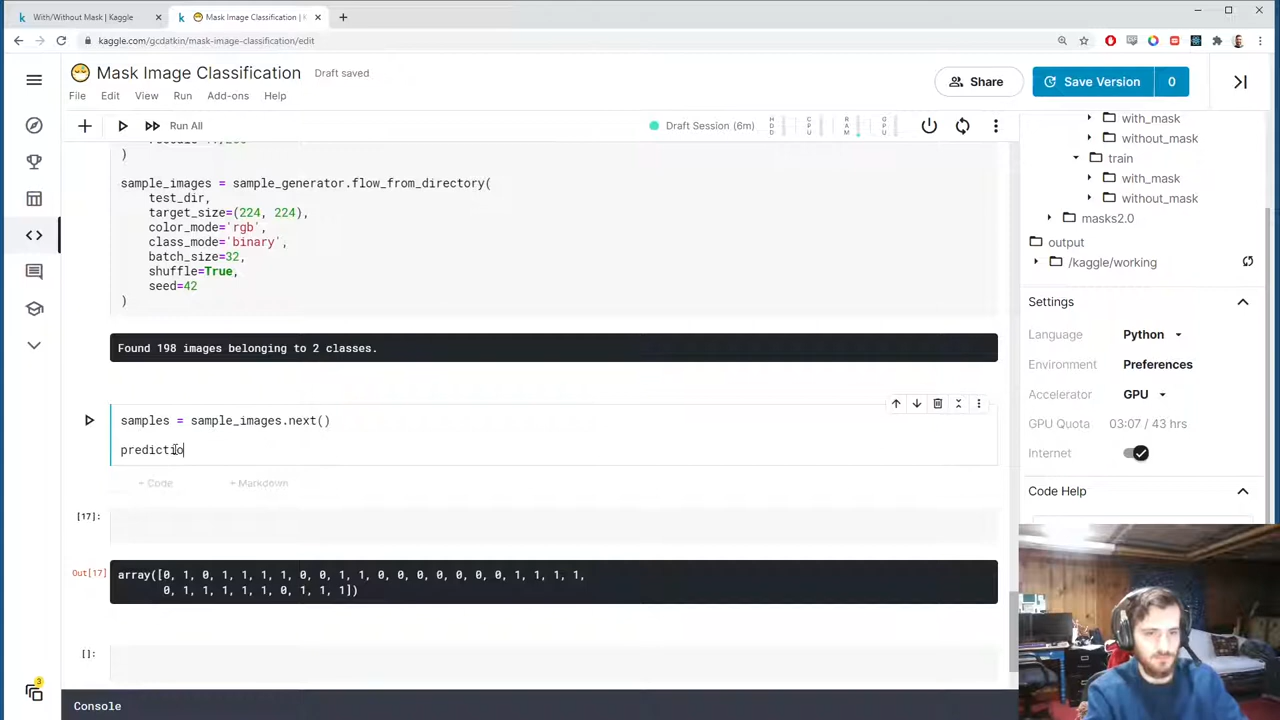 With/Without Mask | Kaggle
Mask Image Classification | K
kaggle.com/gcdatkin/mask-image-classification/edit
Mask Image Classification
Draft saved
Share
Save Version
0
File
Edit
View
Run
Add-ons
Help
Run All
Draft Session (6m)
HDD
CPU
RAM
GPU
)
sample_images = sample_generator.flow_from_directory(
test_dir,
target_size=(224, 224),
color_mode='rgb',
class_mode='binary',
batch_size=32,
shuffle=True,
seed=42
)
Found 198 images belonging to 2 classes.
samples = sample_images.next()
predictio
+ Code
+ Markdown
[17]:
Out[17]
array([0, 1, 0, 1, 1, 1, 1, 0, 0, 1, 1, 0, 0, 0, 0, 0, 0, 0, 1, 1, 1, 1,
0, 1, 1, 1, 1, 1, 0, 1, 1, 1])
[]:
Console
3
with_mask
without_mask
train
with_mask
without_mask
masks2.0
output
/kaggle/working
Settings
Language
Python
Environment
Preferences
Accelerator
GPU
GPU Quota
03:07 / 43 hrs
Internet
Code Help